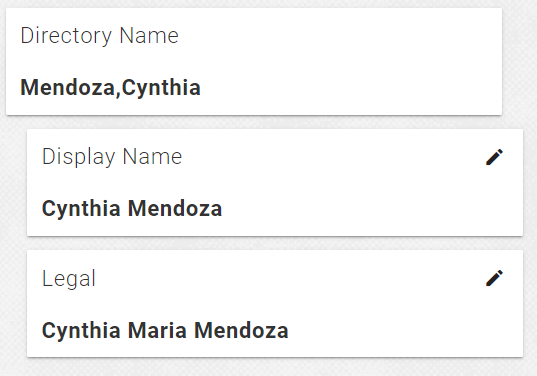 Directory Name
Mendoza,Cynthia
Display Name
Cynthia Mendoza
Legal
Cynthia Maria Mendoza